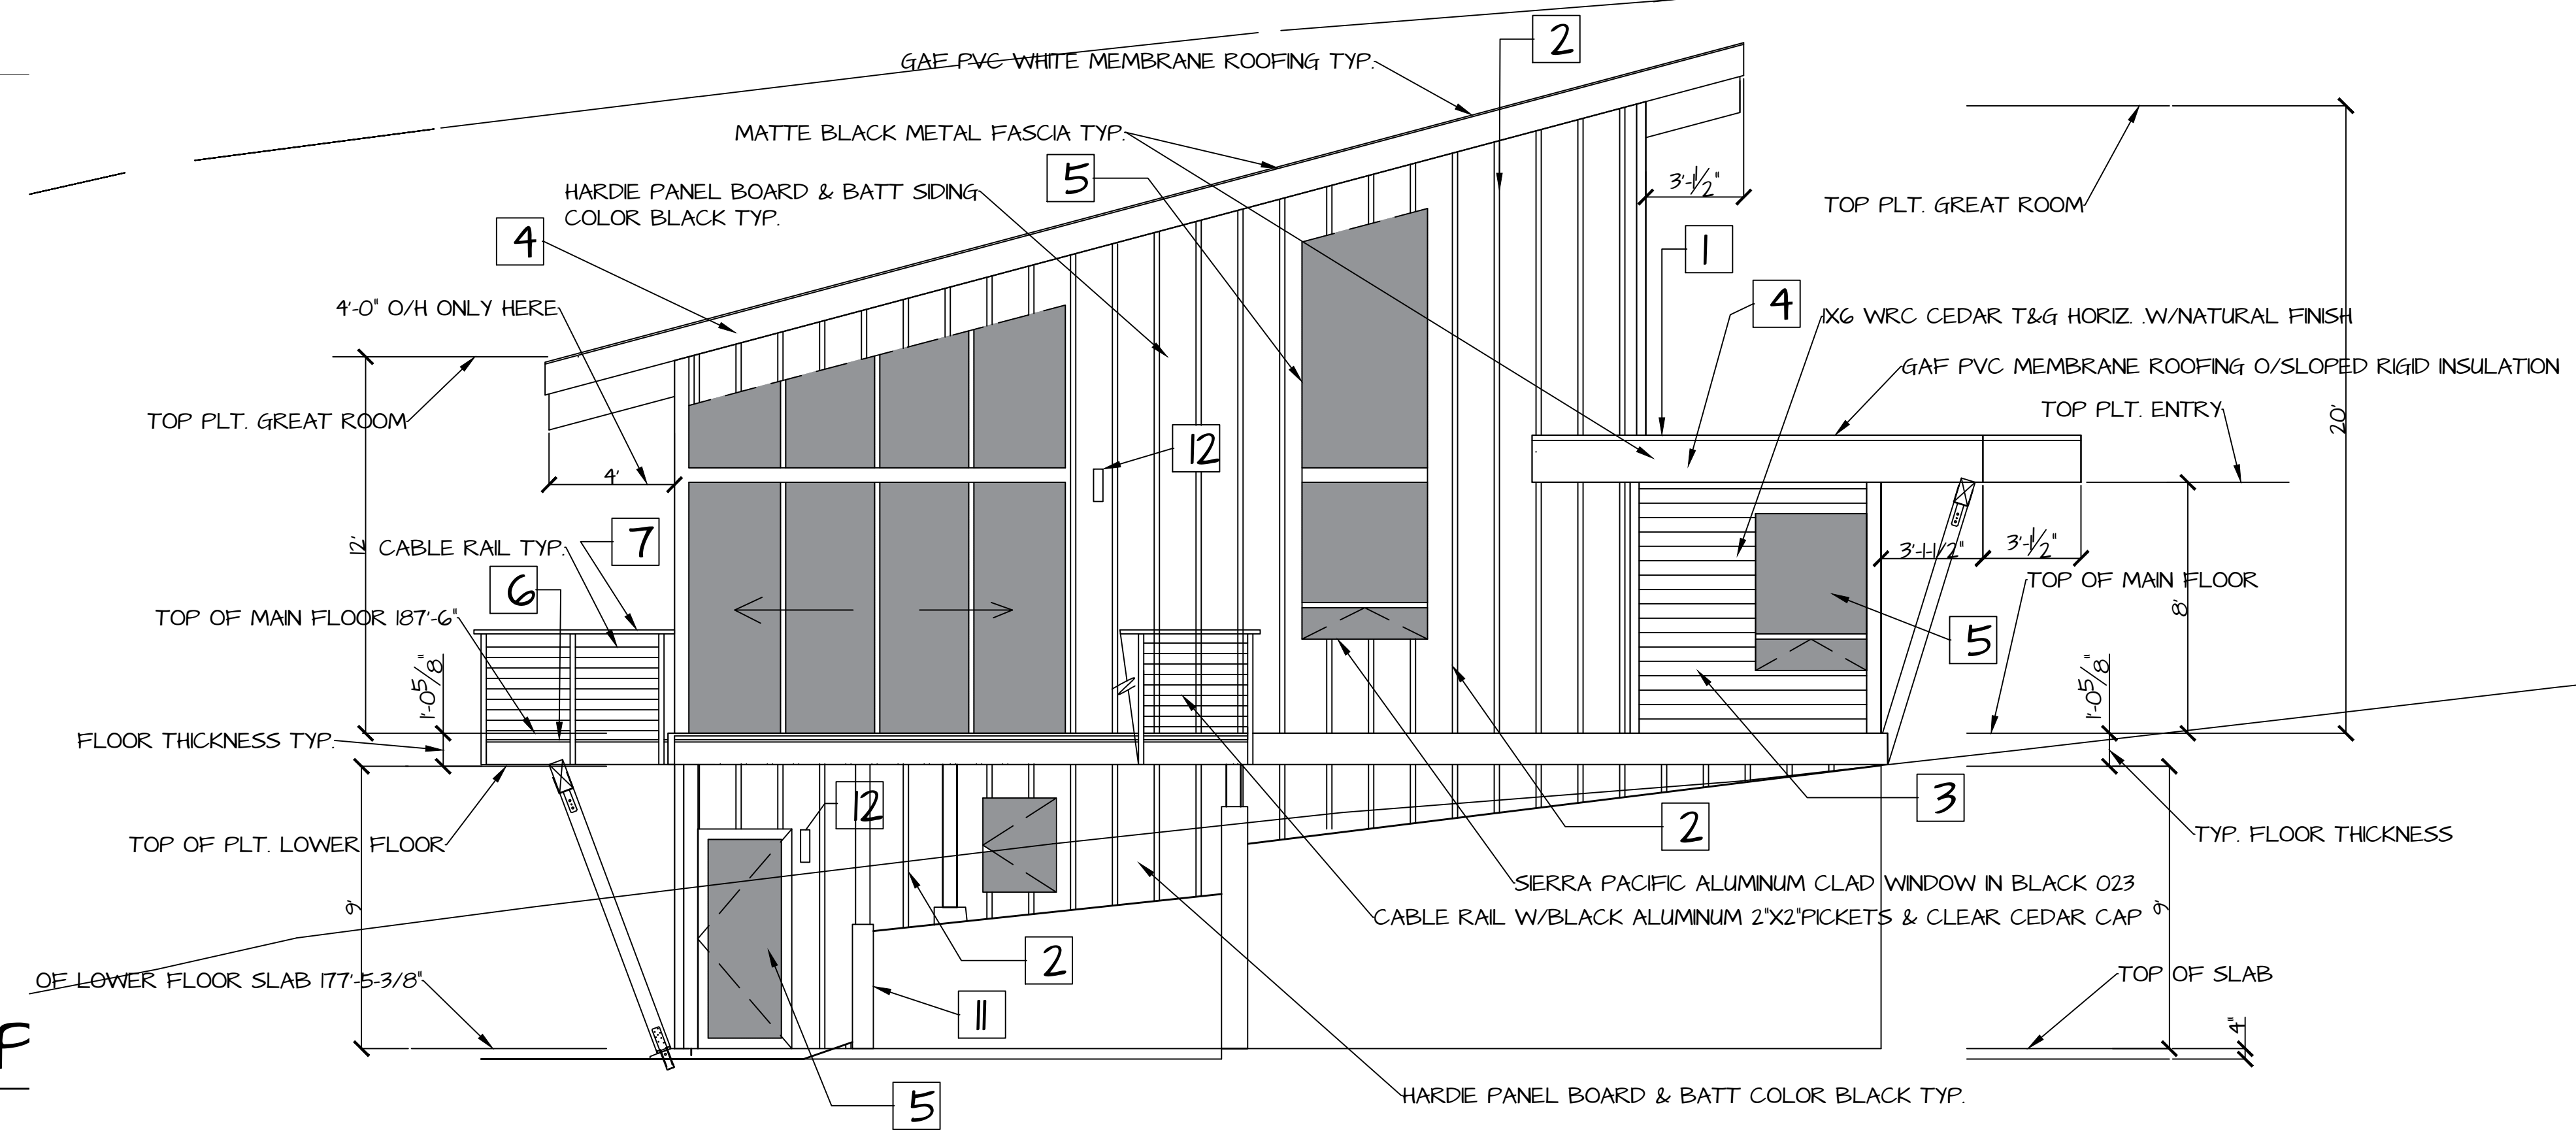 2
GAF PVC WHITE MEMBRANE ROOFING TYP.
MATTE BLACK METAL FASCIA TYP.
5
HARDIE PANEL BOARD & BATT SIDING
COLOR BLACK TYP.
3'-1 1/2"
TOP PLT. GREAT ROOM
4
1
4
4'-0" O/H ONLY HERE
1X6 WRC CEDAR T&G HORIZ. .W/NATURAL FINISH
GAF PVC MEMBRANE ROOFING O/SLOPED RIGID INSULATION
TOP PLT. GREAT ROOM
TOP PLT. ENTRY
20'
12
4'
12'
CABLE RAIL TYP.
7
3'-1-1/2"
3'-1 1/2"
6
TOP OF MAIN FLOOR
TOP OF MAIN FLOOR 187'-6"
8'
5
1'-0 5/8"
1'-0 5/8"
FLOOR THICKNESS TYP.
12
3
2
TOP OF PLT. LOWER FLOOR
TYP. FLOOR THICKNESS
SIERRA PACIFIC ALUMINUM CLAD WINDOW IN BLACK 023
9'
9'
CABLE RAIL W/BLACK ALUMINUM 2"X2"PICKETS & CLEAR CEDAR CAP
2
OF LOWER FLOOR SLAB 177'-5-3/8"
TOP OF SLAB
11
4"
F
HARDIE PANEL BOARD & BATT COLOR BLACK TYP.
5